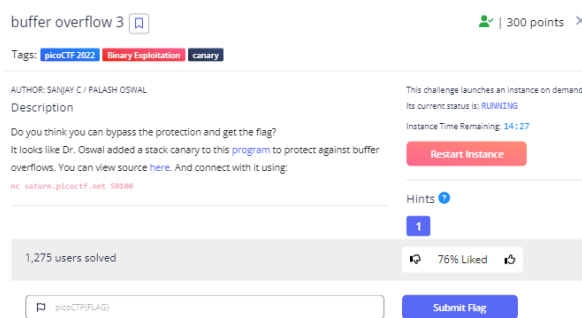 buffer overflow 3
| 300 points ×
Tags: picoCTF 2022 Binary Exploitation canary
AUTHOR: SANJAY C / PALASH OSWAL
Description
Do you think you can bypass the protection and get the flag?
It looks like Dr. Oswal added a stack canary to this program to protect against buffer
overflows. You can view source here. And connect with it using:
nc saturn.picoctf.net 50100
This challenge launches an instance on demand
Its current status is: RUNNING
Instance Time Remaining: 14:27
Restart Instance
Hints ?
1
1,275 users solved
76% Liked
picoCTF{FLAG}
Submit Flag